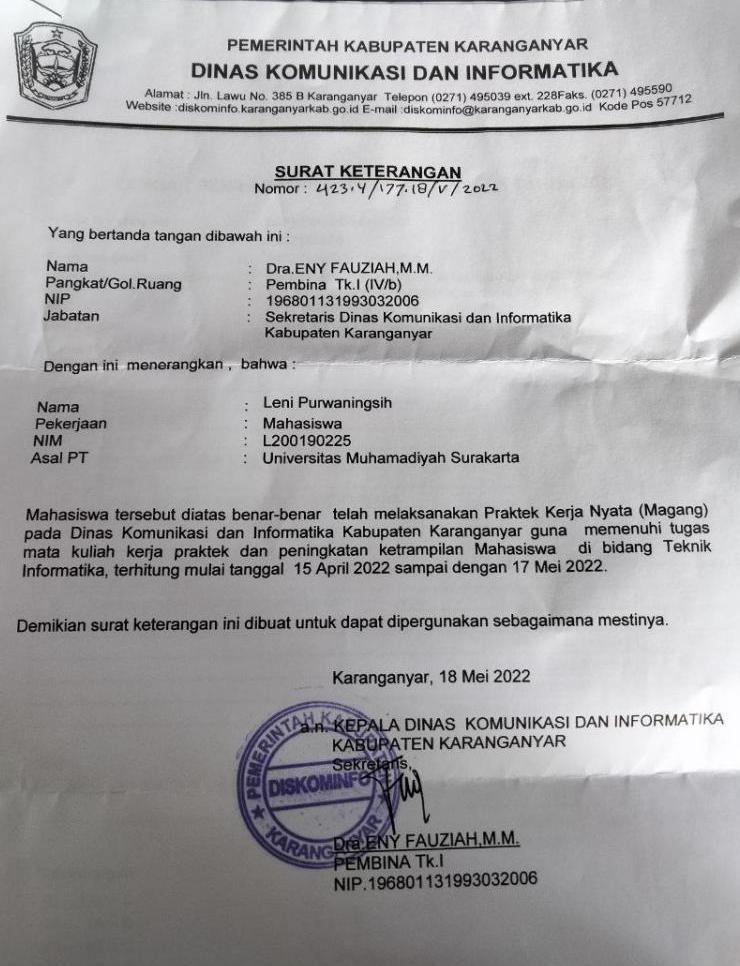 PEMERINTAH KABUPATEN KARANGANYAR
DINAS KOMUNIKASI DAN INFORMATIKA
Alamat : Jln. Lawu No. 385 B Karanganyar Telepon (0271) 495039 ext. 228Faks. (0271) 495590
Website :diskominfo.karanganyarkab.go.id E-mail :diskominfo@karanganyarkab.go.id Kode Pos 57712
SURAT KETERANGAN
Nomor : 423.4/177.18/V/2022
Yang bertanda tangan dibawah ini :
Nama : Dra.ENY FAUZIAH,M.M.
Pangkat/Gol.Ruang : Pembina Tk.I (IV/b)
NIP : 196801131993032006
Jabatan : Sekretaris Dinas Komunikasi dan Informatika
Kabupaten Karanganyar
Dengan ini menerangkan , bahwa :
Nama : Leni Purwaningsih
Pekerjaan : Mahasiswa
NIM : L200190225
Asal PT : Universitas Muhamadiyah Surakarta
Mahasiswa tersebut diatas benar-benar telah melaksanakan Praktek Kerja Nyata (Magang)
pada Dinas Komunikasi dan Informatika Kabupaten Karanganyar guna memenuhi tugas
mata kuliah kerja praktek dan peningkatan ketrampilan Mahasiswa di bidang Teknik
Informatika, terhitung mulai tanggal 15 April 2022 sampai dengan 17 Mei 2022.
Demikian surat keterangan ini dibuat untuk dapat dipergunakan sebagaimana mestinya.
Karanganyar, 18 Mei 2022
a.n. KEPALA DINAS KOMUNIKASI DAN INFORMATIKA
KABUPATEN KARANGANYAR
Sekretaris,
PEMERINTAH
DISKOMINFO
KARANGANYAR
Dra.ENY FAUZIAH,M.M.
PEMBINA Tk.I
NIP.196801131993032006